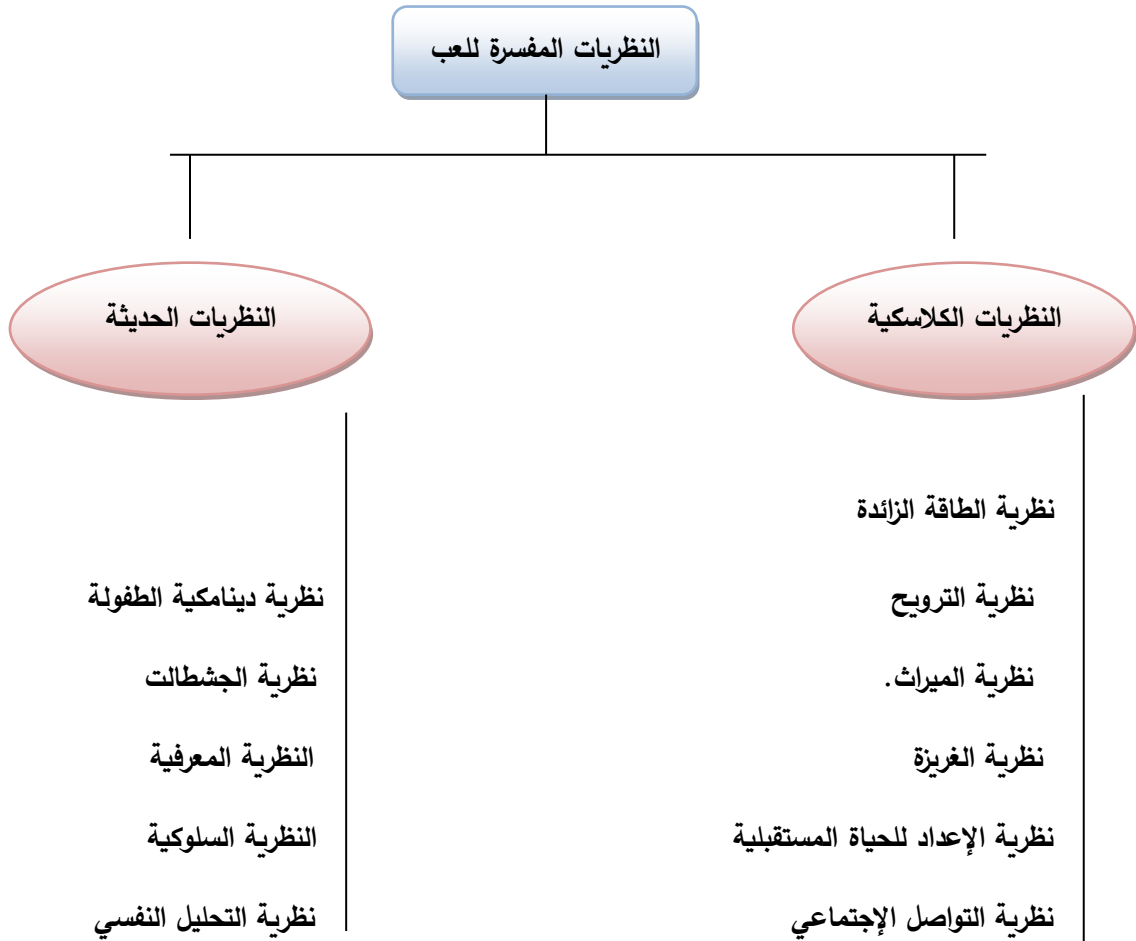 النظريات المفسرة للعب
النظريات الكلاسكية
النظريات الحديثة
نظرية الطاقة الزائدة
نظرية الترويح
نظرية الميراث.
نظرية الغريزة
نظرية الإعداد للحياة المستقبلية
نظرية التواصل الإجتماعي
نظرية دينامكية الطفولة
نظرية الجشطالت
النظرية المعرفية
النظرية السلوكية
نظرية التحليل النفسي